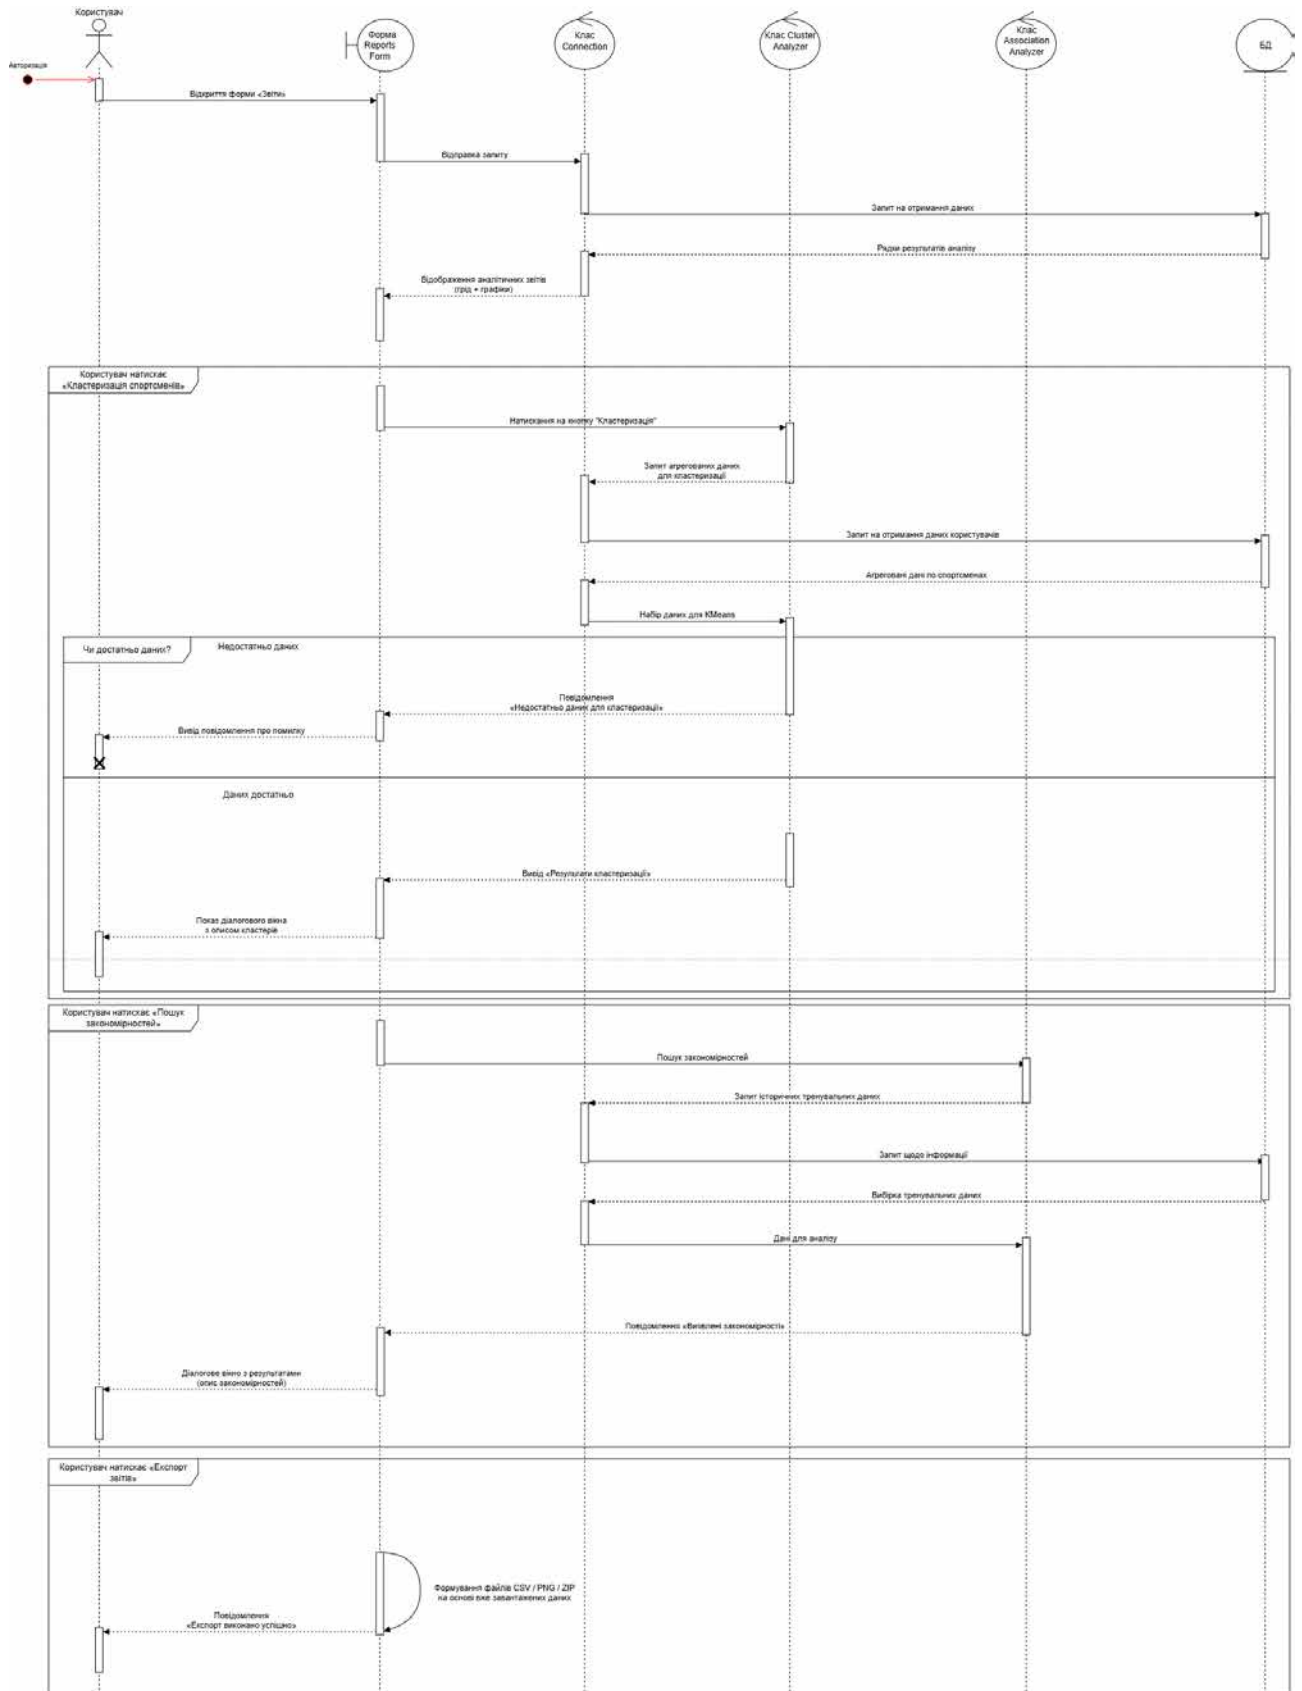 Користувач
Форма
Reports
Form
Клас
Connection
Клас Cluster
Analyzer
Клас
Association
Analyzer
БД
Авторизація
Відкриття форми «Звіти»
Відправка запиту
Запит на отримання даних
Рядки результатів аналізу
Відображення аналітичних звітів
(грід + графіки)
Користувач натискає
«Кластеризація спортсменів»
Натискання на кнопку "Кластеризація"
Запит агрегованих даних
для кластеризації
Запит на отримання даних користувачів
Агреговані дані по спортсменах
Набір даних для KMeans
Чи достатньо даних?
Недостатньо даних
Повідомлення
«Недостатньо даних для кластеризації»
Вивід повідомлення про помилку
Даних достатньо
Вивід «Результати кластеризації»
Показ діалогового вікна
з описом кластерів
Користувач натискає «Пошук
закономірностей»
Пошук закономірностей
Запит історичних тренувальних даних
Запит щодо інформації
Вибірка тренувальних даних
Дані для аналізу
Повідомлення «Виявлені закономірності»
Діалогове вікно з результатами
(опис закономірностей)
Користувач натискає «Експорт
звітів»
Формування файлів CSV / PNG / ZIP
на основі вже завантажених даних
Повідомлення
«Експорт виконано успішно»